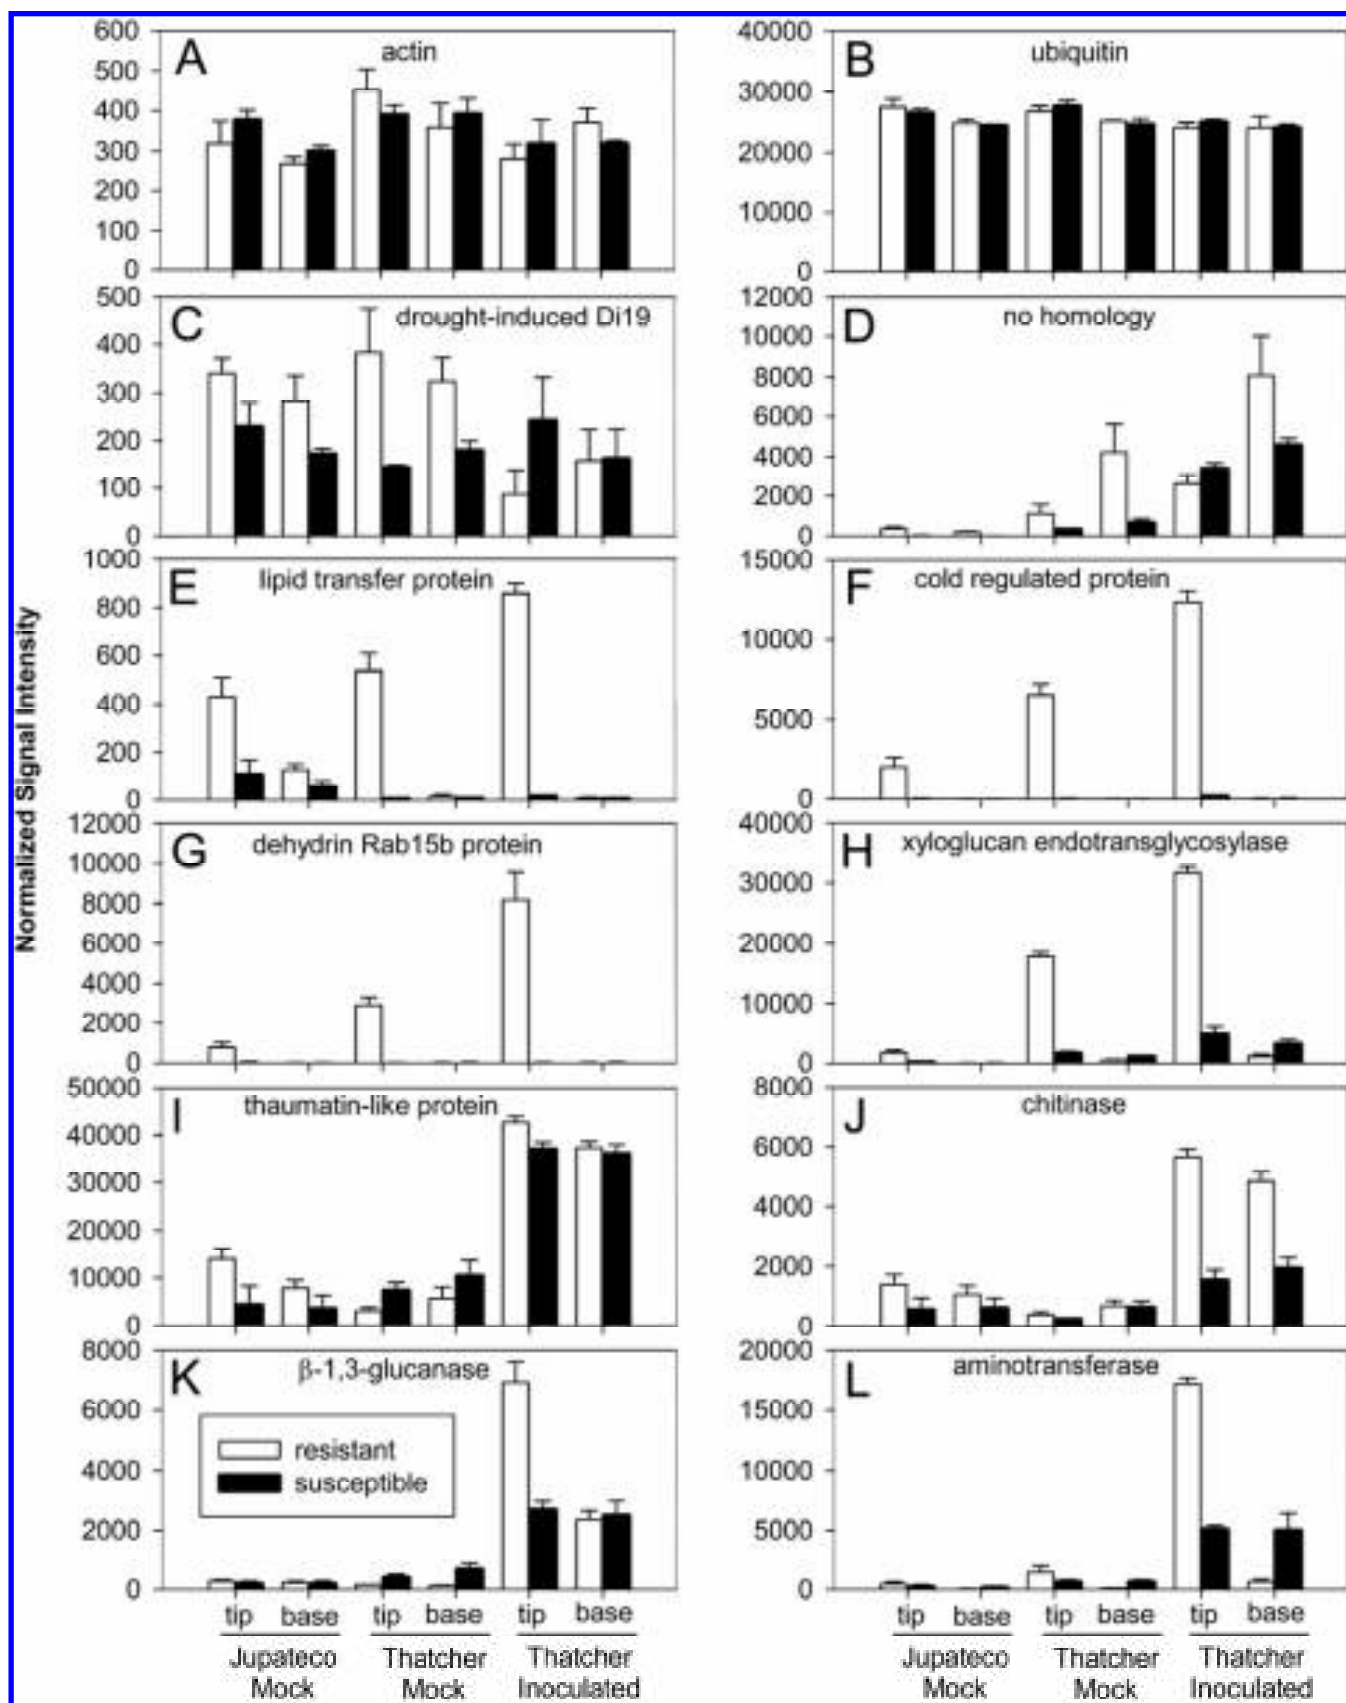 Normalized Signal Intensity
A
actin
600
500
400
300
200
100
0
B
ubiquitin
40000
30000
20000
10000
0
C
drought-induced Di19
500
400
300
200
100
0
D
no homology
12000
10000
8000
6000
4000
2000
0
E
lipid transfer protein
1000
800
600
400
200
0
F
cold regulated protein
15000
10000
5000
0
G
dehydrin Rab15b protein
12000
10000
8000
6000
4000
2000
0
H
xyloglucan endotransglycosylase
40000
30000
20000
10000
0
I
thaumatin-like protein
50000
40000
30000
20000
10000
0
J
chitinase
8000
6000
4000
2000
0
K
β-1,3-glucanase
8000
6000
4000
2000
0
resistant
susceptible
L
aminotransferase
20000
15000
10000
5000
0
tip base tip base tip base
Jupateco Thatcher Thatcher
Mock Mock Inoculated
tip base tip base tip base
Jupateco Thatcher Thatcher
Mock Mock Inoculated